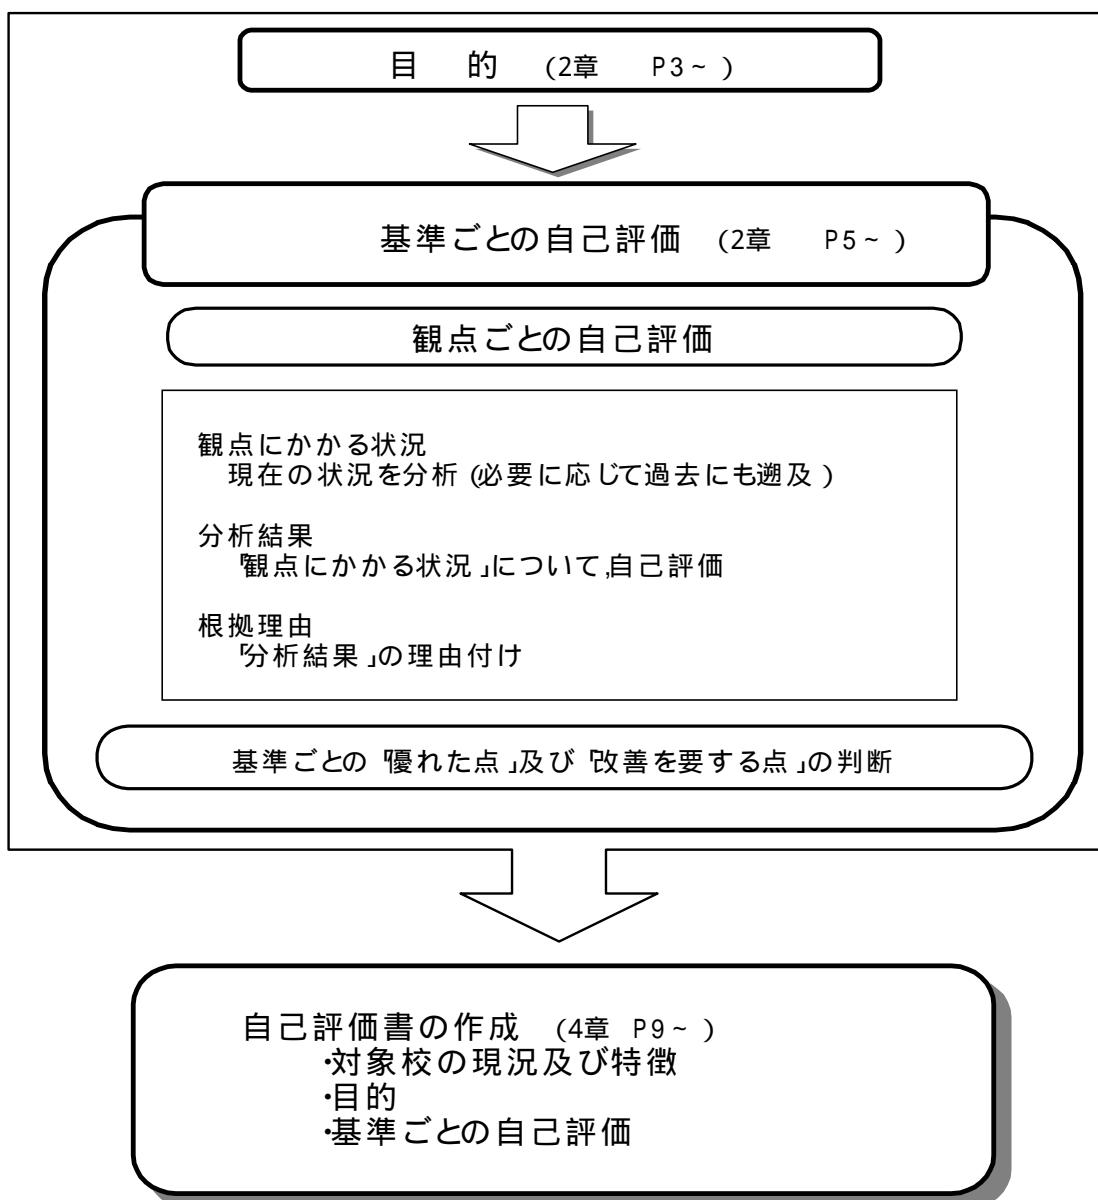 目　的　(2章　P3~)
基準ごとの自己評価　(2章　P5~)
観点ごとの自己評価
観点にかかる状況
現在の状況を分析(必要に応じて過去にも遡及)
分析結果
「観点にかかる状況」について,自己評価
根拠理由
「分析結果」の理由付け
基準ごとの「優れた点」及び「改善を要する点」の判断
自己評価書の作成　(4章 P9~)
・対象校の現況及び特徴
・目的
・基準ごとの自己評価